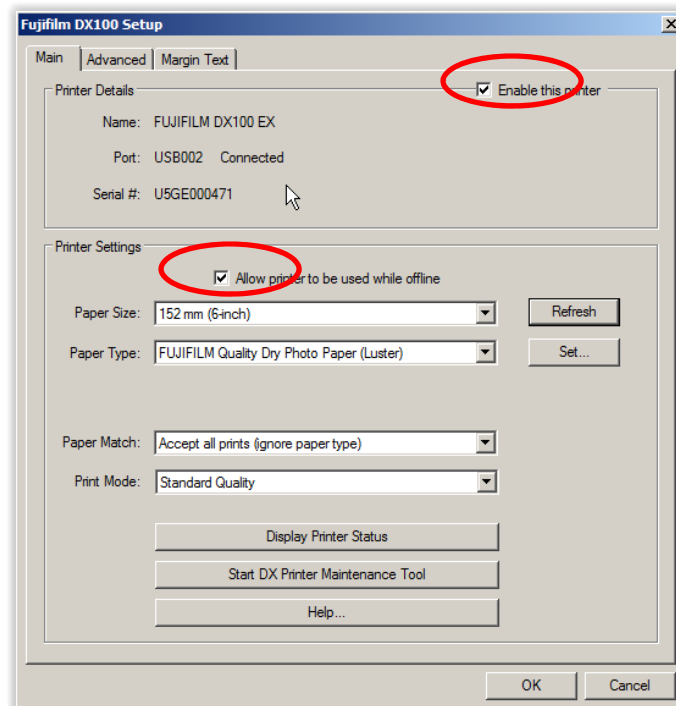 Fujifilm DX100 Setup
Main Advanced Margin Text
Printer Details Enable this printer
Name: FUJIFILM DX100 EX
Port: USB002 Connected
Serial #: U5GE000471
Printer Settings
Allow printer to be used while offline
Paper Size: 152 mm (6-inch) Refresh
Paper Type: FUJIFILM Quality Dry Photo Paper (Luster) Set...
Paper Match: Accept all prints (ignore paper type)
Print Mode: Standard Quality
Display Printer Status
Start DX Printer Maintenance Tool
Help...
OK Cancel